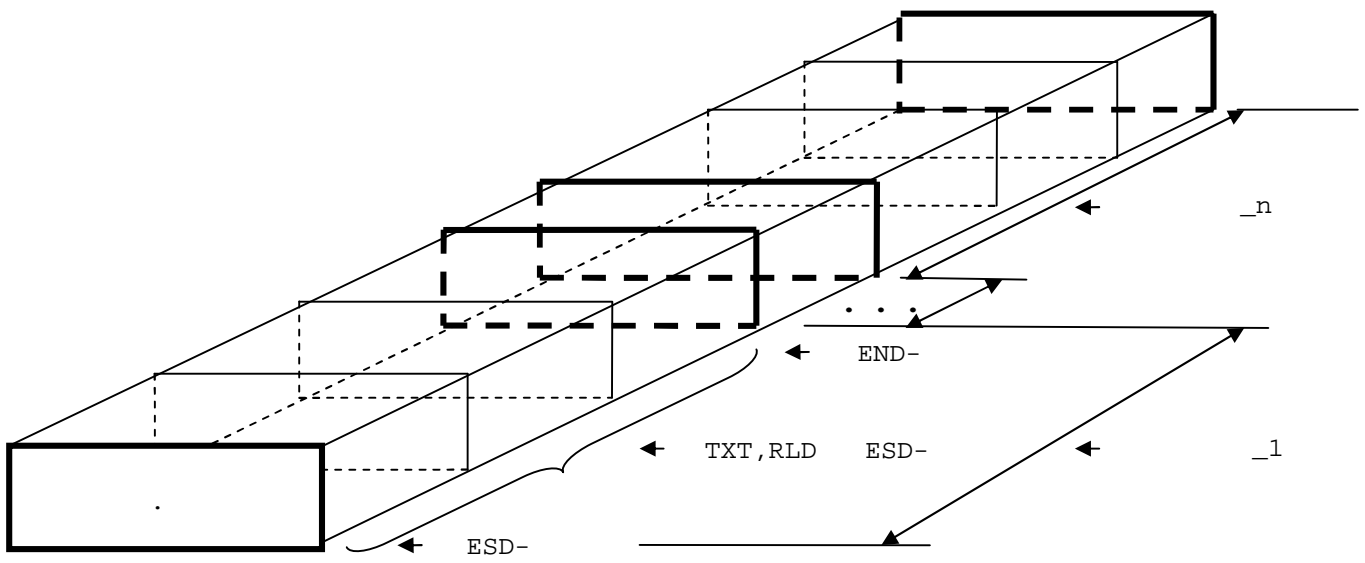 _n
. . .
END-
TXT,RLD ESD-
_1
ESD-